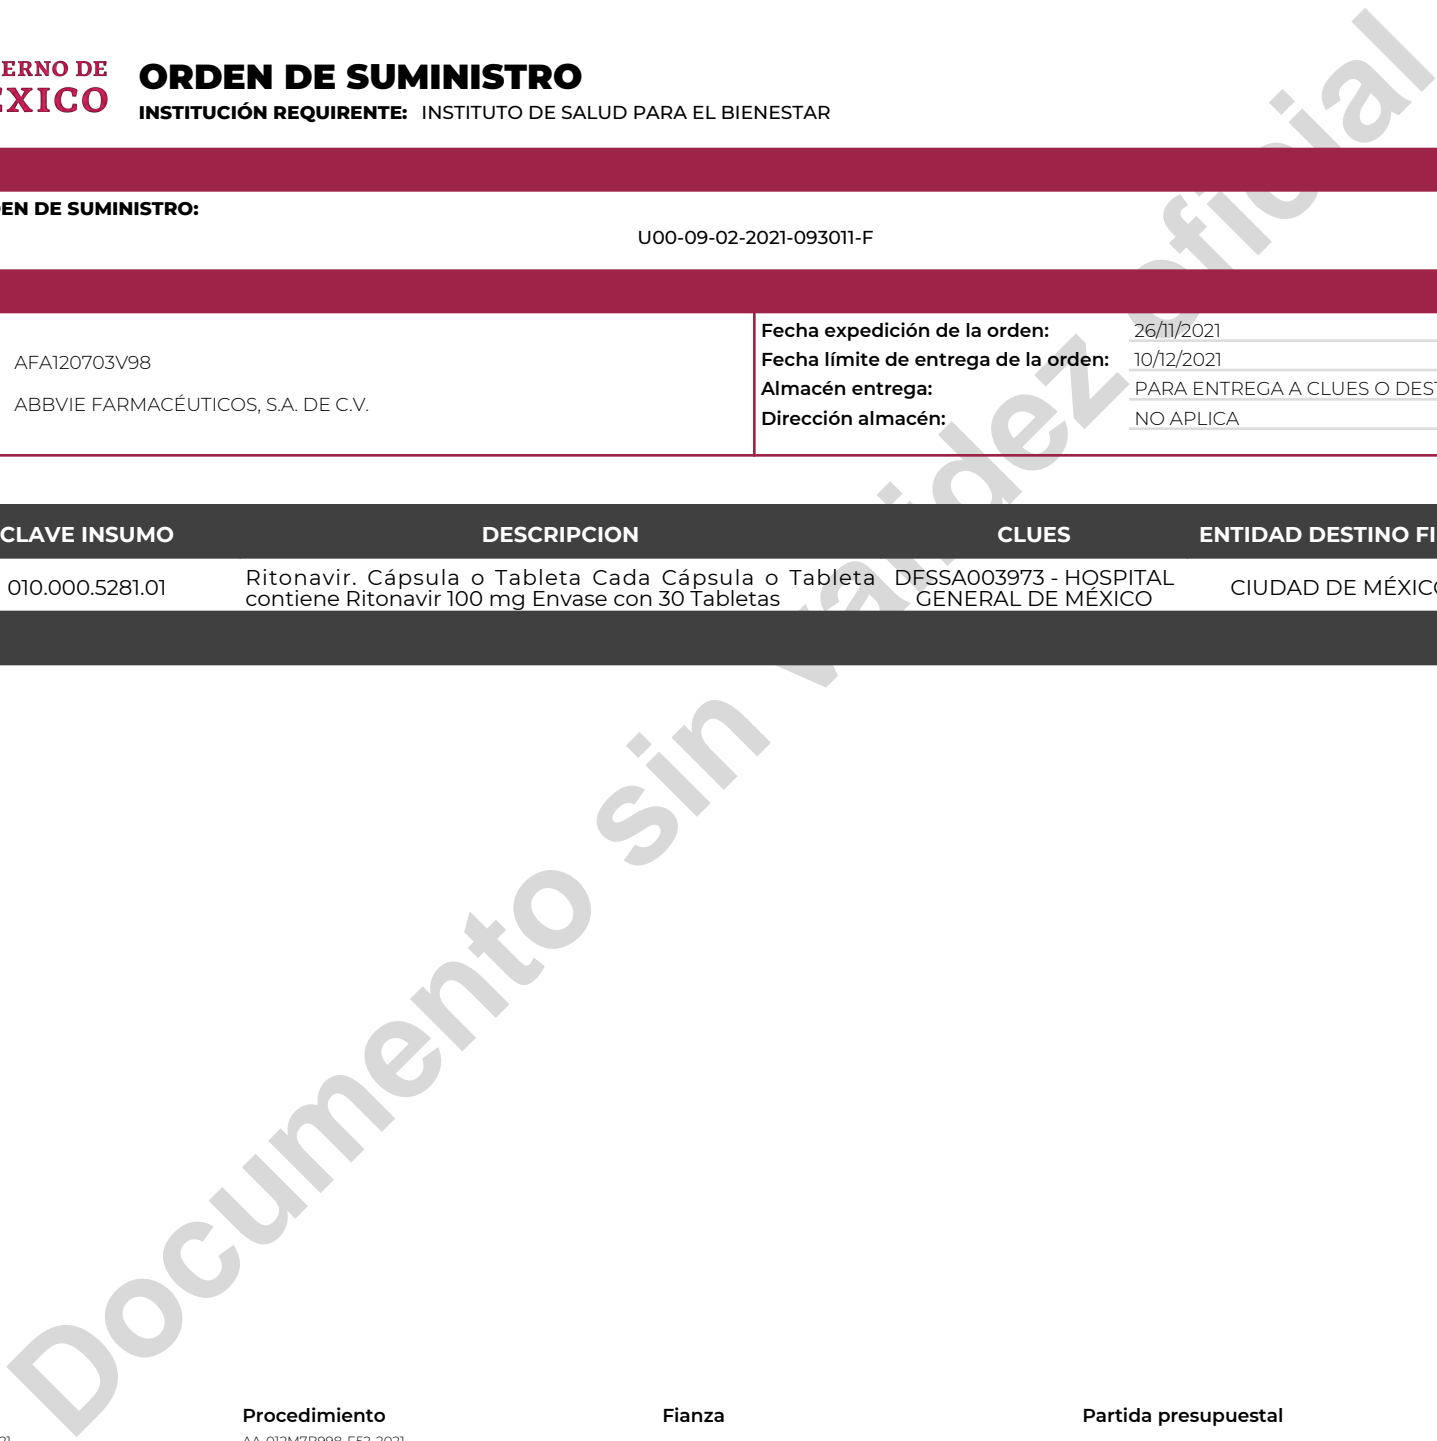 ERNO DE
ÉXICO
ORDEN DE SUMINISTRO
INSTITUCIÓN REQUIRENTE: INSTITUTO DE SALUD PARA EL BIENESTAR
EN DE SUMINISTRO:
U00-09-02-2021-093011-F
AFA120703V98
ABBVIE FARMACÉUTICOS, S.A. DE C.V.
Fecha expedición de la orden: 26/11/2021
Fecha límite de entrega de la orden: 10/12/2021
Almacén entrega: PARA ENTREGA A CLUES O DEST
Dirección almacén: NO APLICA
CLAVE INSUMO DESCRIPCION CLUES ENTIDAD DESTINO FI
010.000.5281.01
Ritonavir. Cápsula o Tableta Cada Cápsula o Tableta
contiene Ritonavir 100 mg Envase con 30 Tabletas
DFSSA003973 - HOSPITAL
GENERAL DE MÉXICO
CIUDAD DE MÉXICO
Documento sin validez oficial
Procedimiento Fianza Partida presupuestal